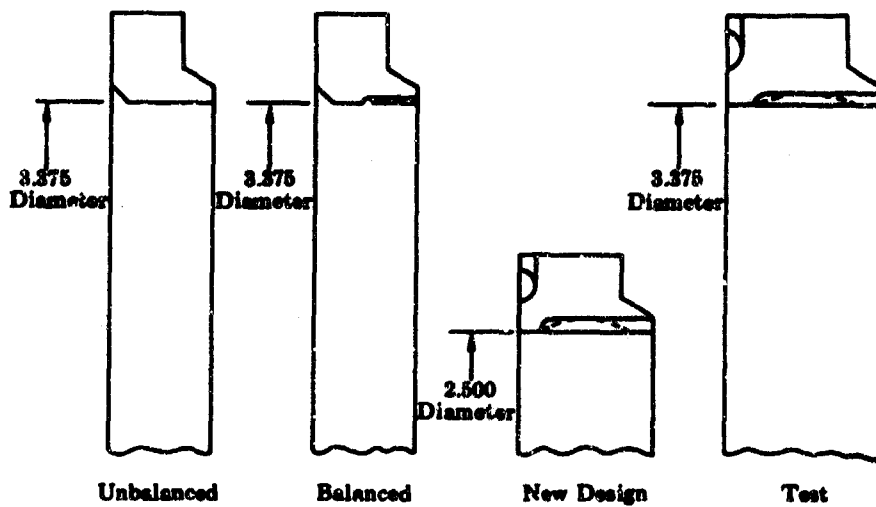 3.375
Diameter
3.375
Diameter
3.375
Diameter
2.500
Diameter
Unbalanced
Balanced
New Design
Test